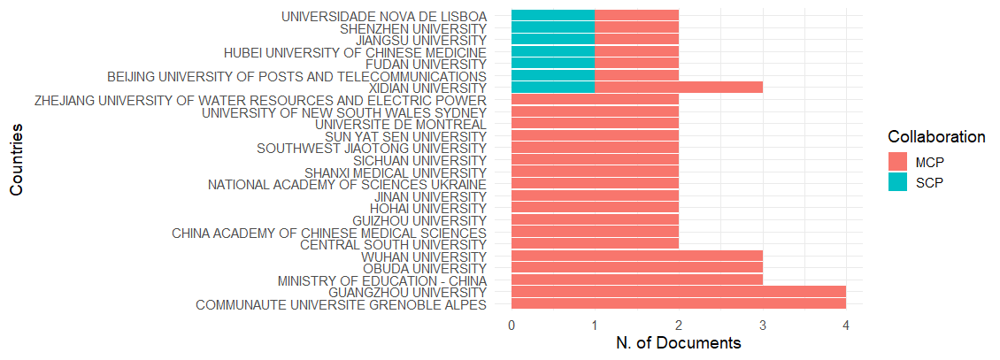 UNIVERSIDADE NOVA DE LISBOA
SHENZHEN UNIVERSITY
JIANGSU UNIVERSITY
HUBEI UNIVERSITY OF CHINESE MEDICINE
FUDAN UNIVERSITY
BEIJING UNIVERSITY OF POSTS AND TELECOMMUNICATIONS
XIDIAN UNIVERSITY
ZHEJIANG UNIVERSITY OF WATER RESOURCES AND ELECTRIC POWER
UNIVERSITY OF NEW SOUTH WALES SYDNEY
UNIVERSITE DE MONTREAL
SUN YAT SEN UNIVERSITY
SOUTHWEST JIAOTONG UNIVERSITY
SICHUAN UNIVERSITY
SHANXI MEDICAL UNIVERSITY
NATIONAL ACADEMY OF SCIENCES UKRAINE
JINAN UNIVERSITY
HOHAI UNIVERSITY
GUIZHOU UNIVERSITY
CHINA ACADEMY OF CHINESE MEDICAL SCIENCES
CENTRAL SOUTH UNIVERSITY
WUHAN UNIVERSITY
OBUDA UNIVERSITY
MINISTRY OF EDUCATION - CHINA
GUANGZHOU UNIVERSITY
COMMUNAUTE UNIVERSITE GRENOBLE ALPES
Countries
0 1 2 3 4
N. of Documents
Collaboration
MCP
SCP